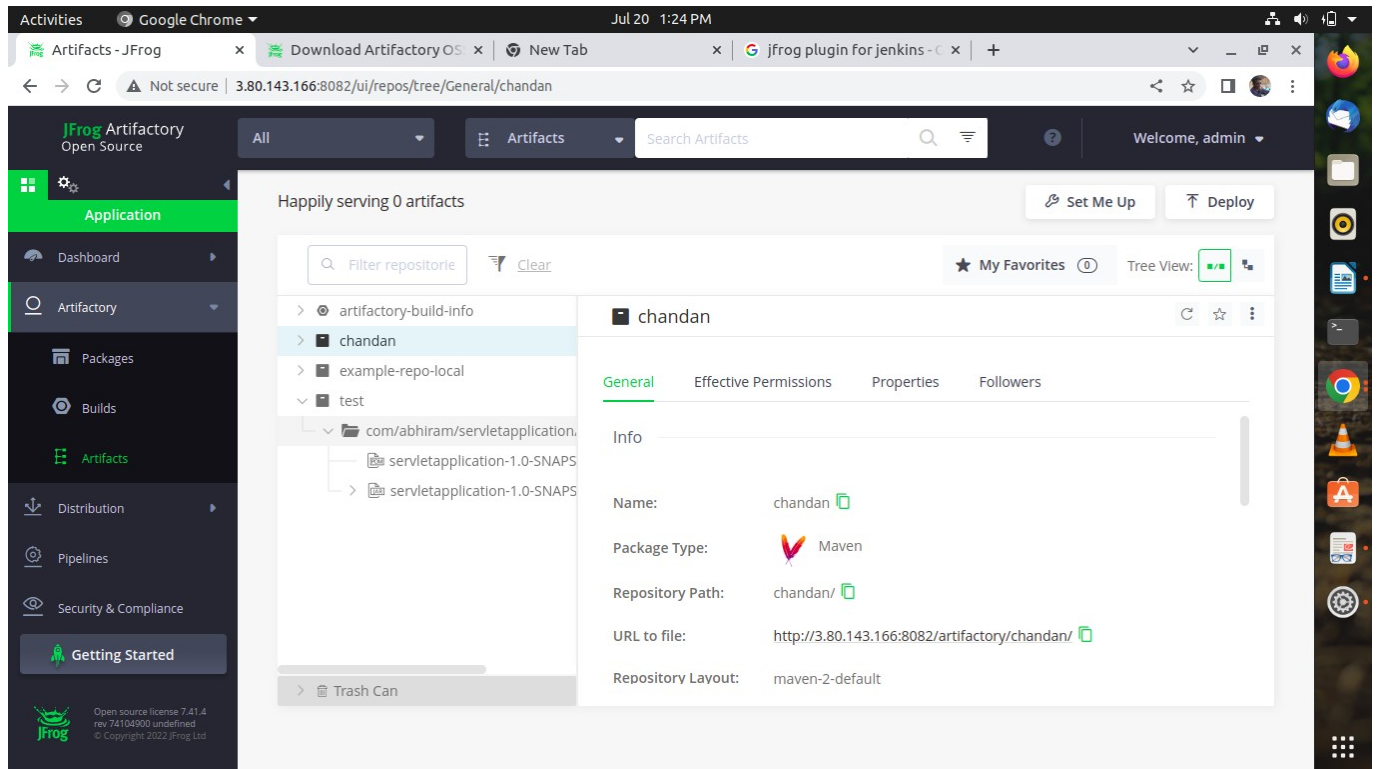 Activities Google Chrome Jul 20 1:24 PM
Artifacts - JFrog Download Artifactory OS New Tab jfrog plugin for jenkins -
Not secure 3.80.143.166:8082/ui/repos/tree/General/chandan
JFrog Artifactory
Open Source
All Artifacts Search Artifacts Welcome, admin
Application
Dashboard
Artifactory
Packages
Builds
Artifacts
Distribution
Pipelines
Security & Compliance
Getting Started
JFrog
Open source license 7.41.4
rev 74104900 undefined
© Copyright 2022 JFrog Ltd
Happily serving 0 artifacts Set Me Up Deploy
Filter repositorie Clear My Favorites 0 Tree View:
artifactory-build-info
chandan
example-repo-local
test
com/abhiram/servletapplication/
servletapplication-1.0-SNAPS
servletapplication-1.0-SNAPS
Trash Can
chandan
General Effective Permissions Properties Followers
Info
Name: chandan
Package Type: Maven
Repository Path: chandan/
URL to file: http://3.80.143.166:8082/artifactory/chandan/
Repository Layout: maven-2-default